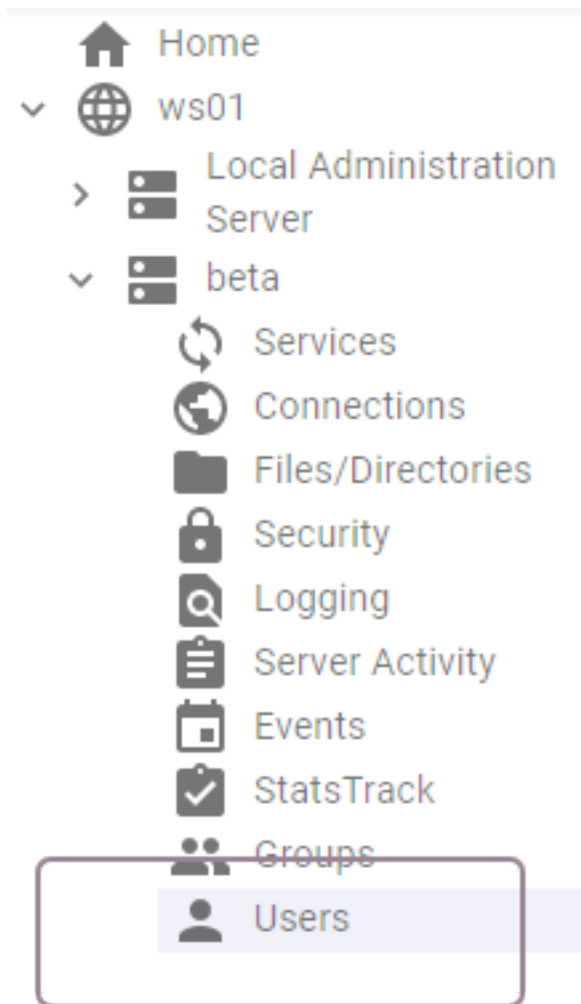 Home
ws01
Local Administration
Server
beta
Services
Connections
Files/Directories
Security
Logging
Server Activity
Events
StatsTrack
Groups
Users